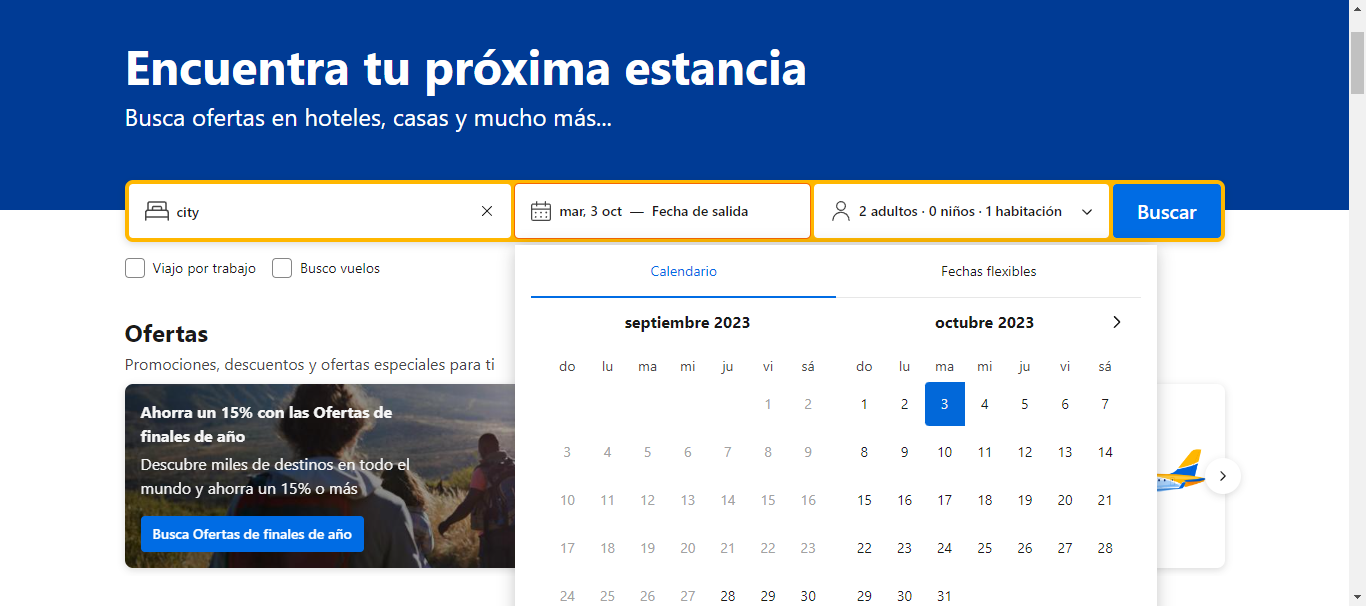 Encuentra tu próxima estancia
Busca ofertas en hoteles, casas y mucho más...
city
mar, 3 oct — Fecha de salida
2 adultos · 0 niños · 1 habitación
Buscar
Viajo por trabajo
Busco vuelos
Calendario
Fechas flexibles
septiembre 2023
do lu ma mi ju vi sá
1 2
3 4 5 6 7 8 9
10 11 12 13 14 15 16
17 18 19 20 21 22 23
24 25 26 27 28 29 30
octubre 2023
do lu ma mi ju vi sá
1 2 3 4 5 6 7
8 9 10 11 12 13 14
15 16 17 18 19 20 21
22 23 24 25 26 27 28
29 30 31
Ofertas
Promociones, descuentos y ofertas especiales para ti
Ahorra un 15% con las Ofertas de
finales de año
Descubre miles de destinos en todo el
mundo y ahorra un 15% o más
Busca Ofertas de finales de año